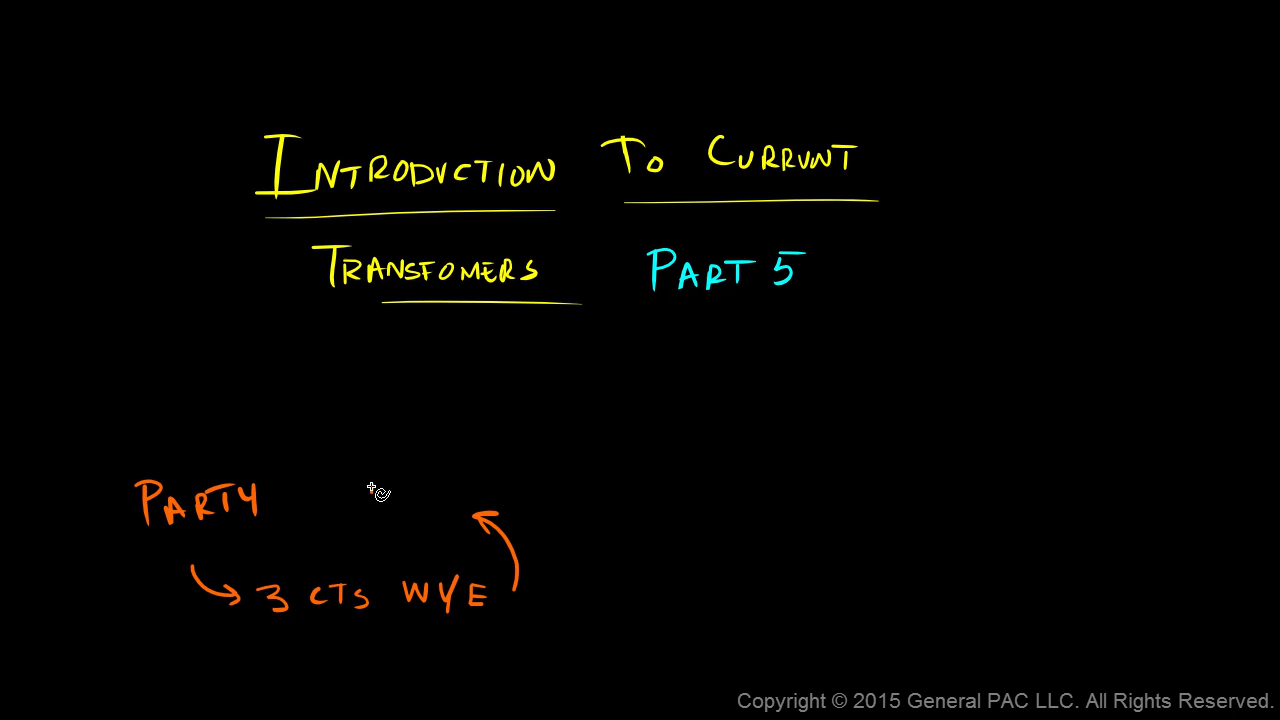 INTRODUCTION TO CURRUNT
TRANSFOMERS PART 5
PARTY
3 CTS WYE
Copyright © 2015 General PAC LLC. All Rights Reserved.